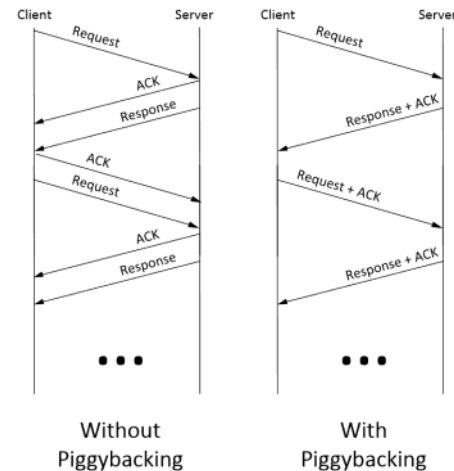 Client Server
Request
ACK
Response
ACK
Request
ACK
Response
Without
Piggybacking
Client Server
Request
Response + ACK
Request + ACK
Response + ACK
With
Piggybacking